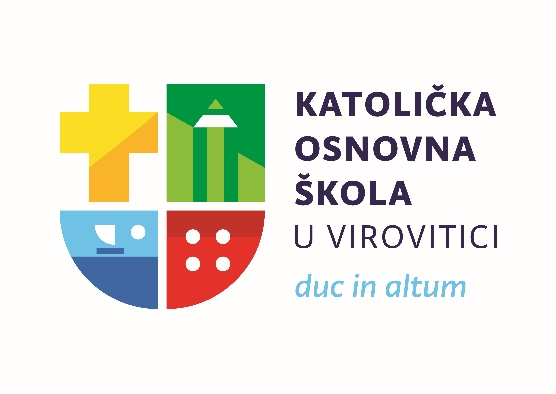 KATOLIČKA
OSNOVNA
ŠKOLA
U VIROVITICI
duc in altum